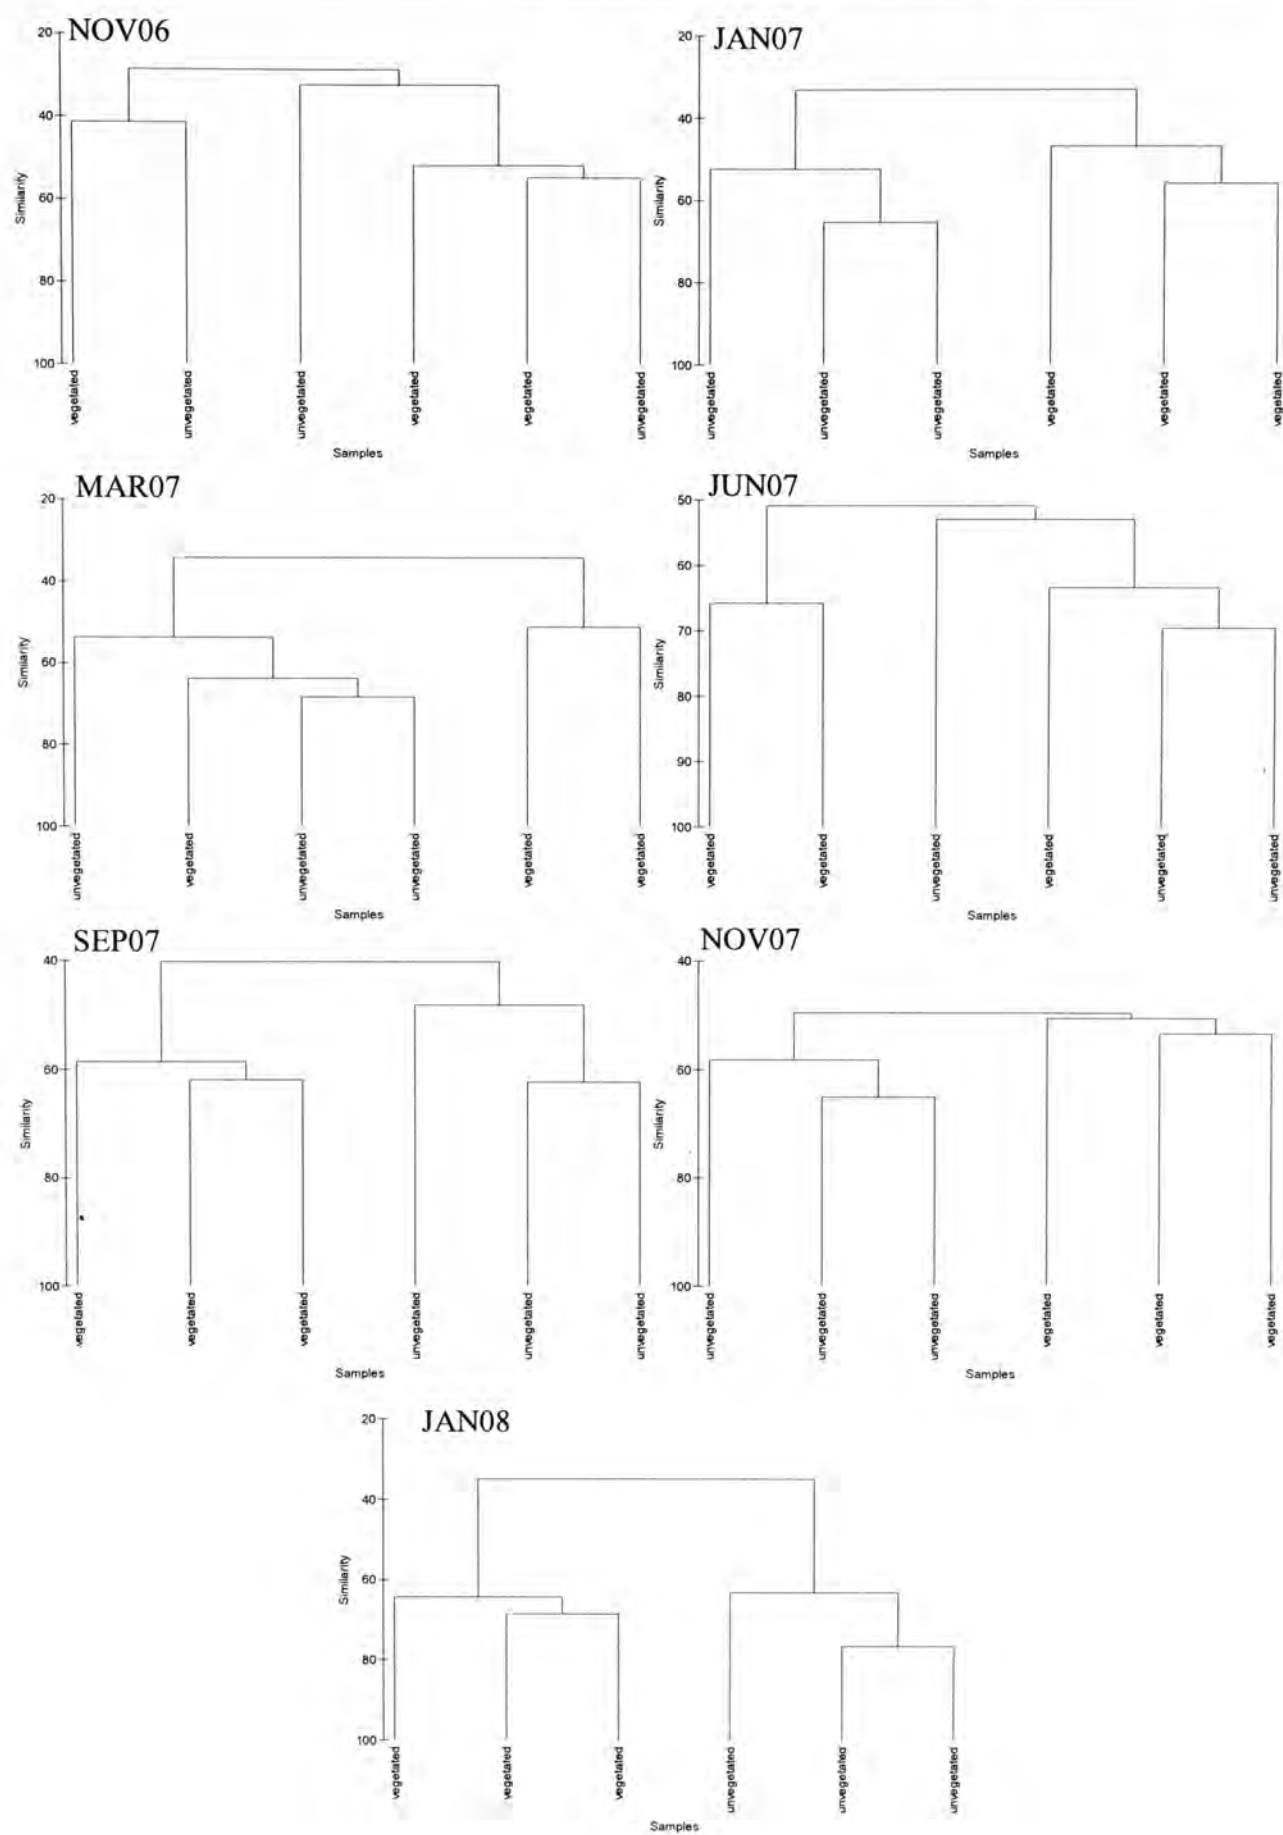 NOV06
20
40
60
80
100
Similarity
vegetated
unvegetated
unvegetated
vegetated
vegetated
unvegetated
Samples
JAN07
20
40
60
80
100
Similarity
unvegetated
unvegetated
unvegetated
vegetated
vegetated
vegetated
Samples
MAR07
20
40
60
80
100
Similarity
unvegetated
vegetated
unvegetated
unvegetated
vegetated
vegetated
Samples
JUN07
50
60
70
80
90
100
Similarity
vegetated
vegetated
unvegetated
vegetated
unvegetated
unvegetated
Samples
SEP07
40
60
80
100
Similarity
vegetated
vegetated
vegetated
unvegetated
unvegetated
unvegetated
Samples
NOV07
40
60
80
100
Similarity
unvegetated
unvegetated
unvegetated
vegetated
vegetated
vegetated
Samples
JAN08
20
40
60
80
100
Similarity
vegetated
vegetated
vegetated
unvegetated
unvegetated
unvegetated
Samples